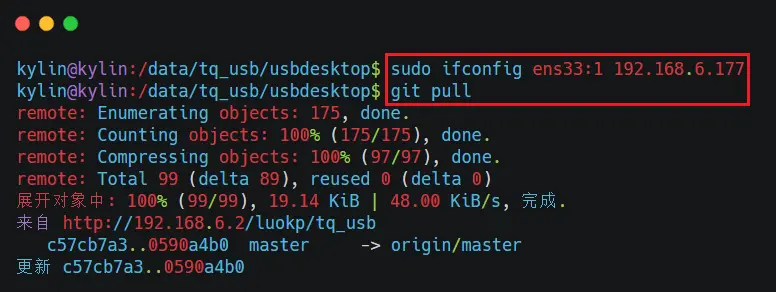 kylin@kylin:/data/tq_usb/usbdesktop$ sudo ifconfig ens33:1 192.168.6.177
kylin@kylin:/data/tq_usb/usbdesktop$ git pull
remote: Enumerating objects: 175, done.
remote: Counting objects: 100% (175/175), done.
remote: Compressing objects: 100% (97/97), done.
remote: Total 99 (delta 89), reused 0 (delta 0)
展开对象中: 100% (99/99), 19.14 KiB | 48.00 KiB/s, 完成.
来自 http://192.168.6.2/luokp/tq_usb
   c57cb7a3..0590a4b0  master     -> origin/master
更新 c57cb7a3..0590a4b0